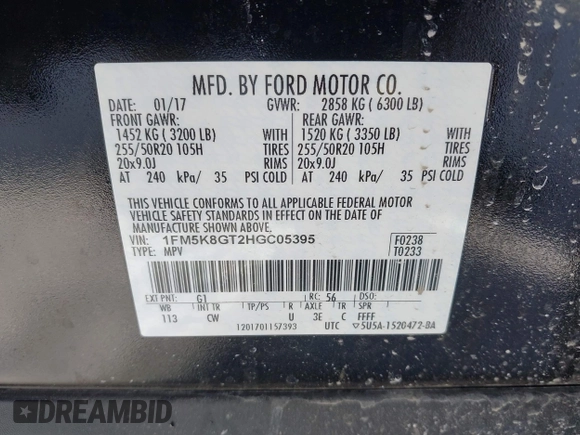 MFD. BY FORD MOTOR CO.
DATE: 01/17 GVWR: 2858 KG ( 6300 LB)
FRONT GAWR: REAR GAWR:
1452 KG ( 3200 LB) WITH 1520 KG ( 3350 LB) WITH
255/50R20 105H TIRES 255/50R20 105H TIRES
20x9.0J RIMS 20x9.0J RIMS
AT 240 kPa/ 35 PSI COLD AT 240 kPa/ 35 PSI COLD
THIS VEHICLE CONFORMS TO ALL APPLICABLE FEDERAL MOTOR
VEHICLE SAFETY STANDARDS IN EFFECT ON THE DATE OF
MANUFACTURE SHOWN ABOVE.
VIN: 1FM5K8GT2HGC05395 F0238
TYPE: MPV T0233
EXT PNT: G1 RC: 56
WB INT TR TP/PS R AXLE TR SPR
113 CW U 3E C FFFF
1201701157393 UTC ▽5U5A-1520472-BA
DREAMBID